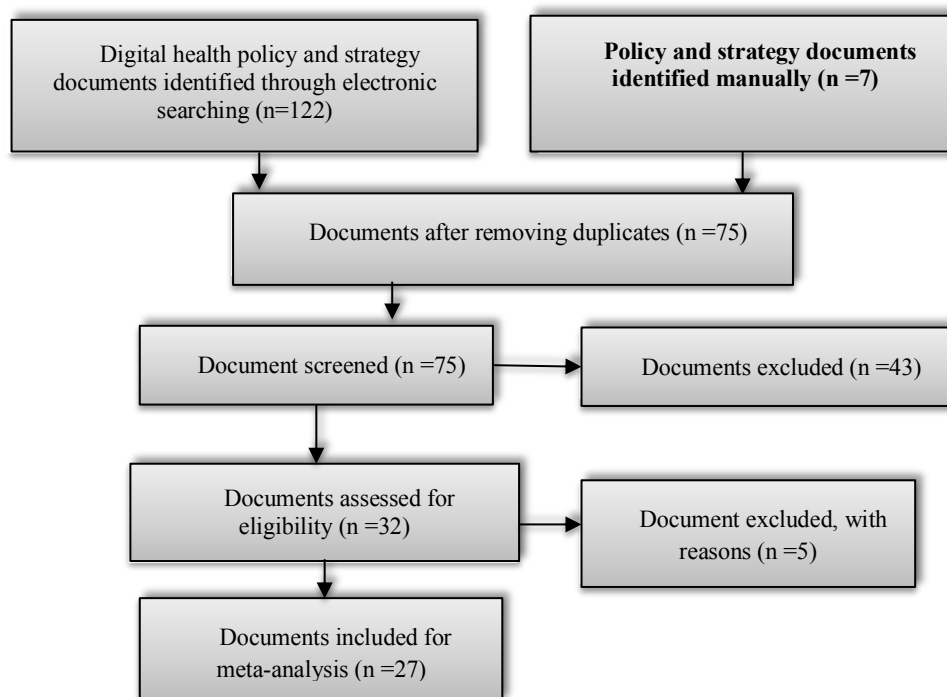 Digital health policy and strategy
documents identified through electronic
searching (n=122)
Policy and strategy documents
identified manually (n =7)
Documents after removing duplicates (n =75)
Document screened (n =75)
Documents excluded (n =43)
Documents assessed for
eligibility (n =32)
Document excluded, with
reasons (n =5)
Documents included for
meta-analysis (n =27)